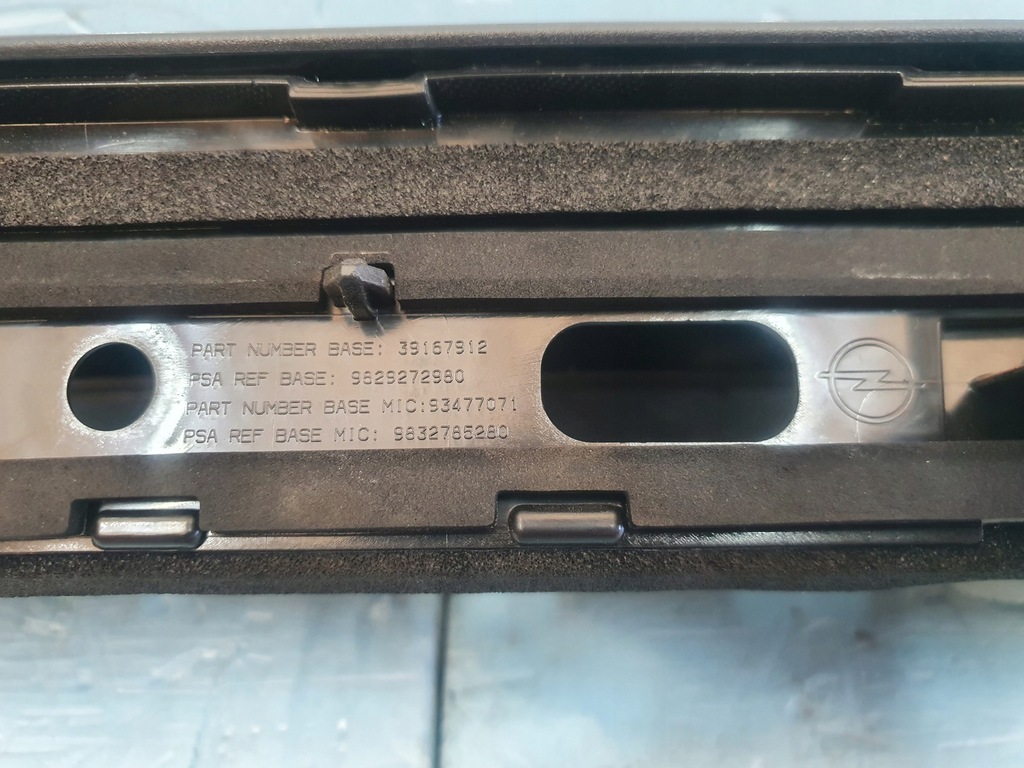 PART NUMBER BASE: 39167912
PSA REF BASE: 9829272980
PART NUMBER BASE MIC:93477071
PSA REF BASE MIC: 9832785280